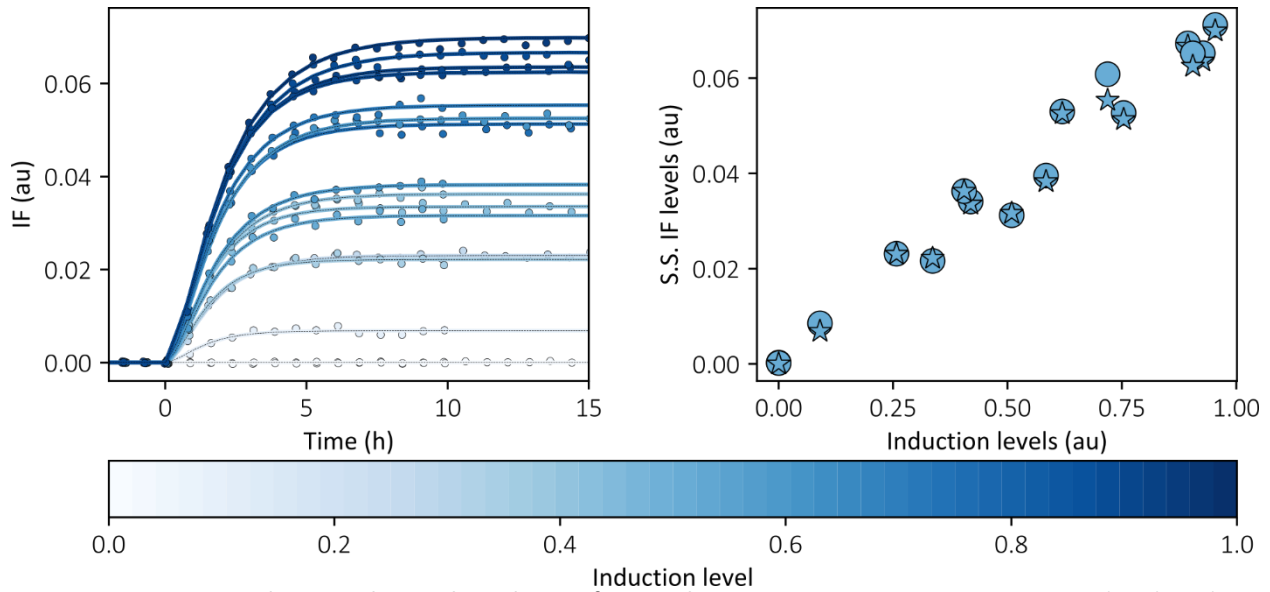 IF (au)
0.06
0.04
0.02
0.00
0 5 10 15
Time (h)
S.S. IF levels (au)
0.06
0.04
0.02
0.00
0.00 0.25 0.50 0.75 1.00
Induction levels (au)
0.0 0.2 0.4 0.6 0.8 1.0
Induction level